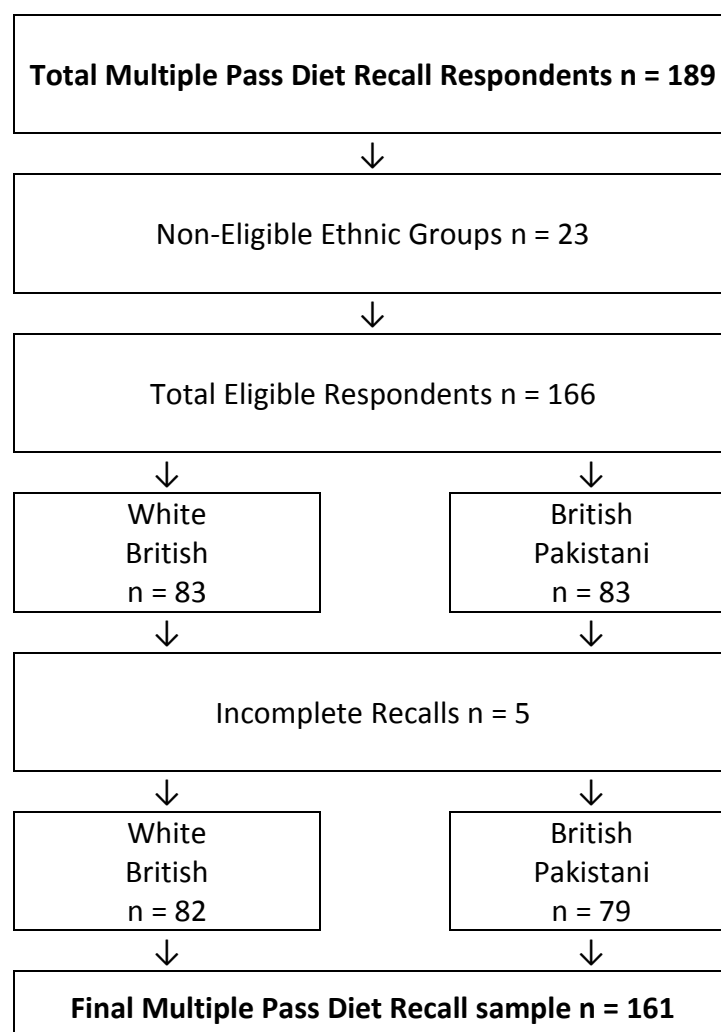 Total Multiple Pass Diet Recall Respondents n = 189
↓
Non-Eligible Ethnic Groups n = 23
↓
Total Eligible Respondents n = 166
↓ ↓
White
British
n = 83
British
Pakistani
n = 83
↓ ↓
Incomplete Recalls n = 5
↓ ↓
White
British
n = 82
British
Pakistani
n = 79
↓ ↓
Final Multiple Pass Diet Recall sample n = 161